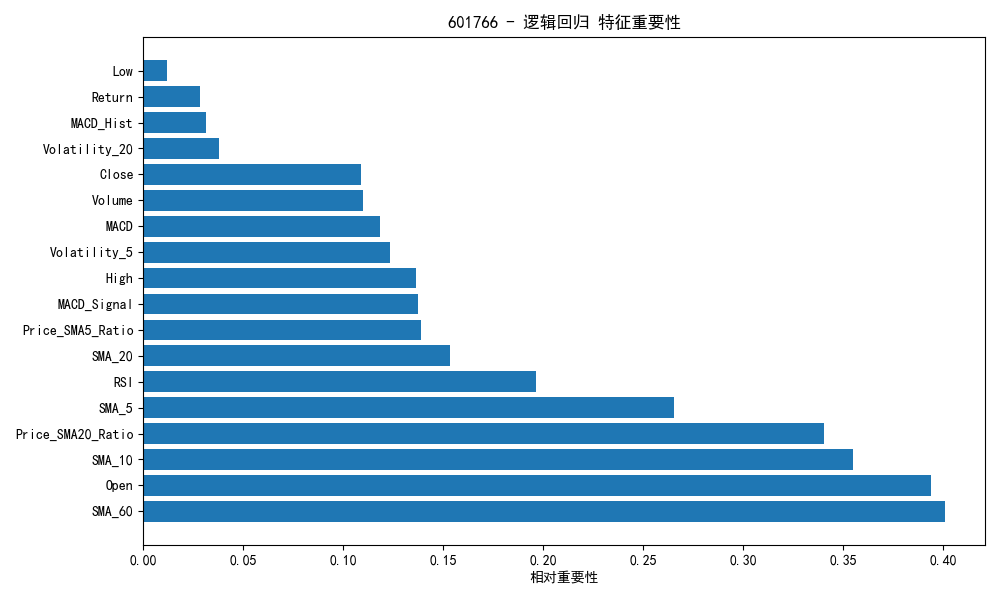 601766 - 逻辑回归 特征重要性
Low
Return
MACD_Hist
Volatility_20
Close
Volume
MACD
Volatility_5
High
MACD_Signal
Price_SMA5_Ratio
SMA_20
RSI
SMA_5
Price_SMA20_Ratio
SMA_10
Open
SMA_60
0.00 0.05 0.10 0.15 0.20 0.25 0.30 0.35 0.40
相对重要性